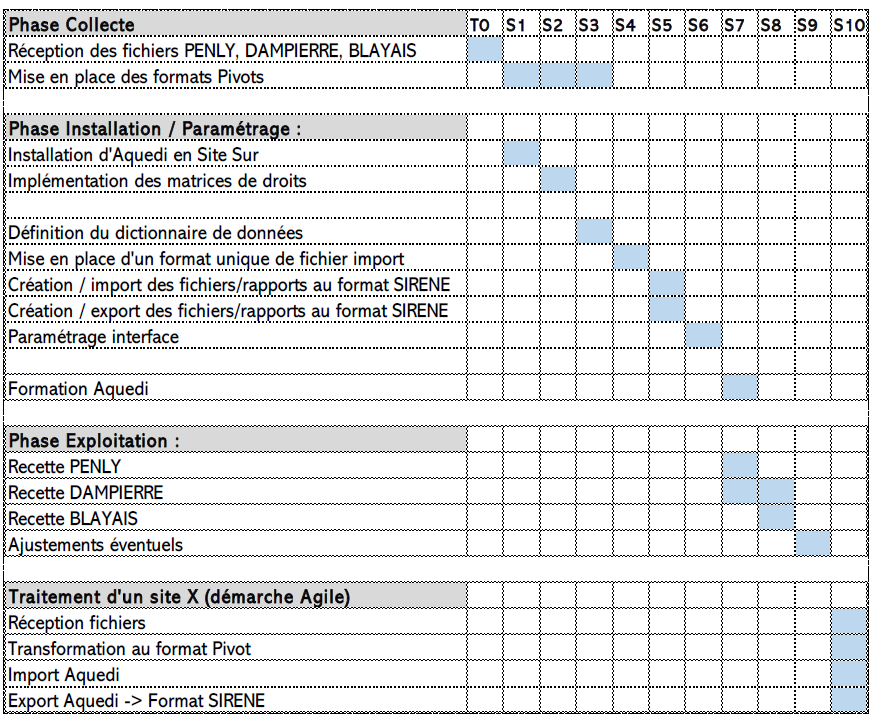 Phase Collecte T0 S1 S2 S3 S4 S5 S6 S7 S8 S9 S10
Réception des fichiers PENLY, DAMPIERRE, BLAYAIS
Mise en place des formats Pivots
Phase Installation / Paramétrage :
Installation d'Aquedi en Site Sur
Implémentation des matrices de droits
Définition du dictionnaire de données
Mise en place d'un format unique de fichier import
Création / import des fichiers/rapports au format SIRENE
Création / export des fichiers/rapports au format SIRENE
Paramétrage interface
Formation Aquedi
Phase Exploitation :
Recette PENLY
Recette DAMPIERRE
Recette BLAYAIS
Ajustements éventuels
Traitement d'un site X (démarche Agile)
Réception fichiers
Transformation au format Pivot
Import Aquedi
Export Aquedi -> Format SIRENE